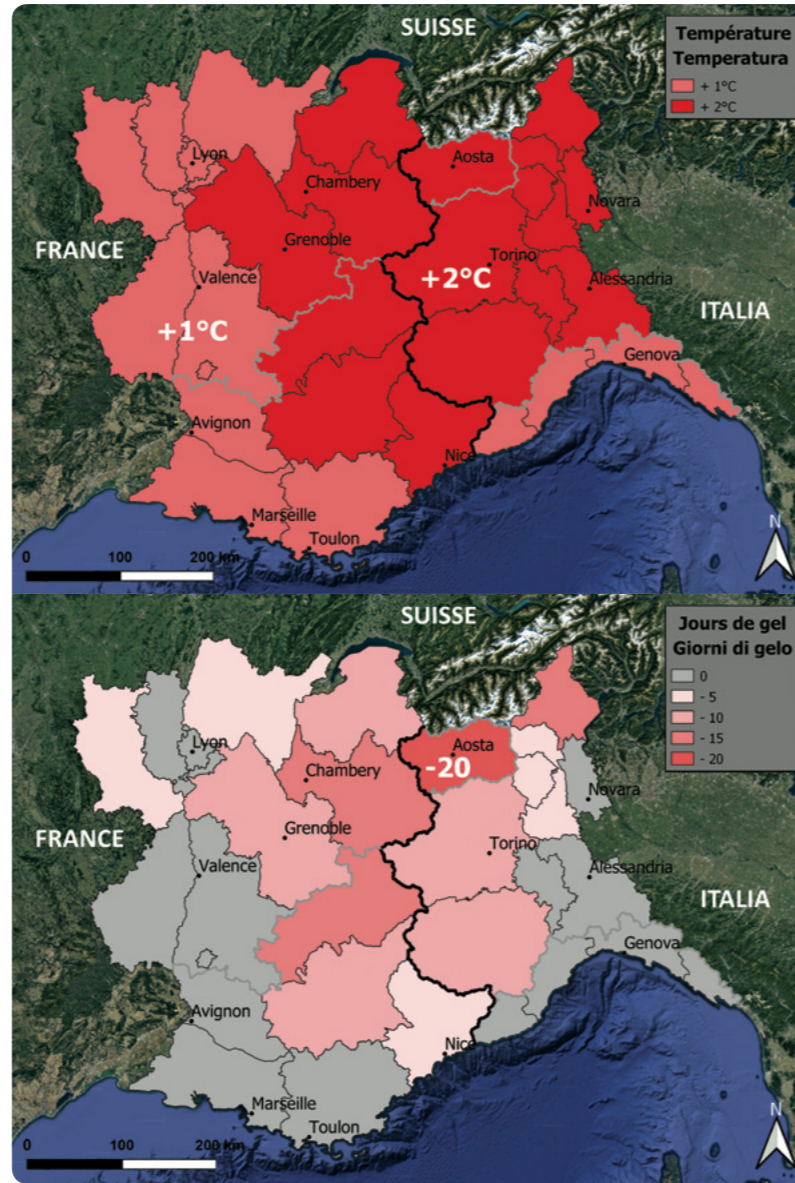 SUISSE
Température
Temperatura
+ 1°C
+ 2°C
Lyon
Aosta
Chambery
Novara
FRANCE
Grenoble
Torino
Valence
+2°C
Alessandria
+1°C
ITALIA
Genova
Avignon
Nice
Marseille
Toulon
N
0 100 200 km
SUISSE
Jours de gel
Giorni di gelo
0
- 5
- 10
- 15
- 20
Lyon
Aosta
-20
Chambery
Novara
FRANCE
Grenoble
Torino
Valence
Alessandria
ITALIA
Genova
Avignon
Nice
Marseille
Toulon
N
0 100 200 km